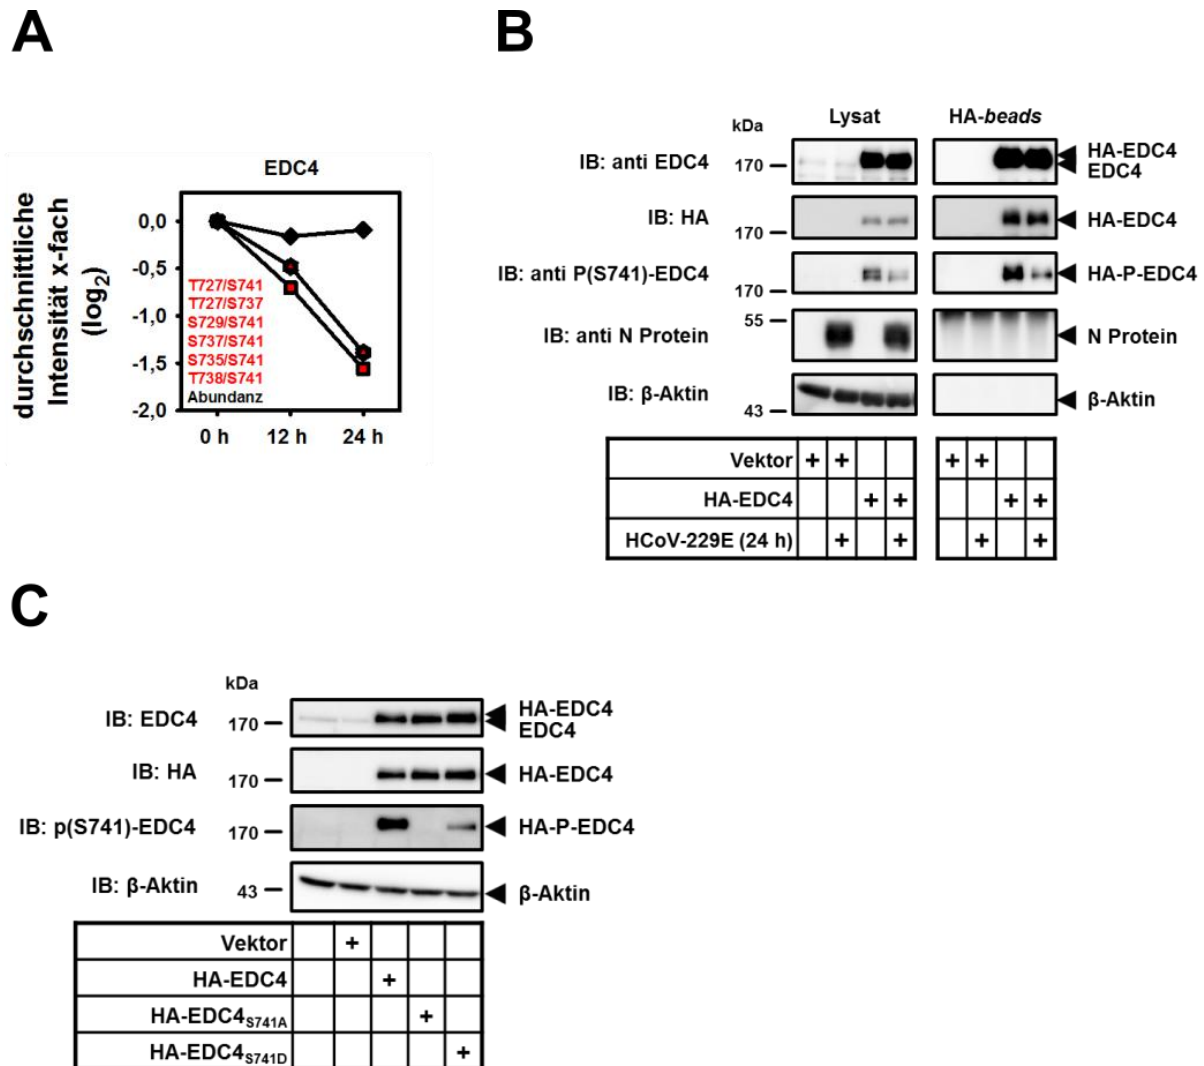 A
EDC4
durchschnittliche
Intensität x-fach
(log2)
0,0
-0,5
-1,0
-1,5
-2,0
T727/S741
T727/S737
S729/S741
S737/S741
S735/S741
T738/S741
Abundanz
0 h 12 h 24 h
B
kDa Lysat HA-beads
IB: anti EDC4 170 HA-EDC4
EDC4
IB: HA 170 HA-EDC4
IB: anti P(S741)-EDC4 170 HA-P-EDC4
IB: anti N Protein 55 N Protein
IB: β-Aktin 43 β-Aktin
Vektor + + + +
HA-EDC4 + + + +
HCoV-229E (24 h) + + + +
C
kDa
IB: EDC4 170 HA-EDC4
EDC4
IB: HA 170 HA-EDC4
IB: p(S741)-EDC4 170 HA-P-EDC4
IB: β-Aktin 43 β-Aktin
Vektor +
HA-EDC4 +
HA-EDC4S741A +
HA-EDC4S741D +